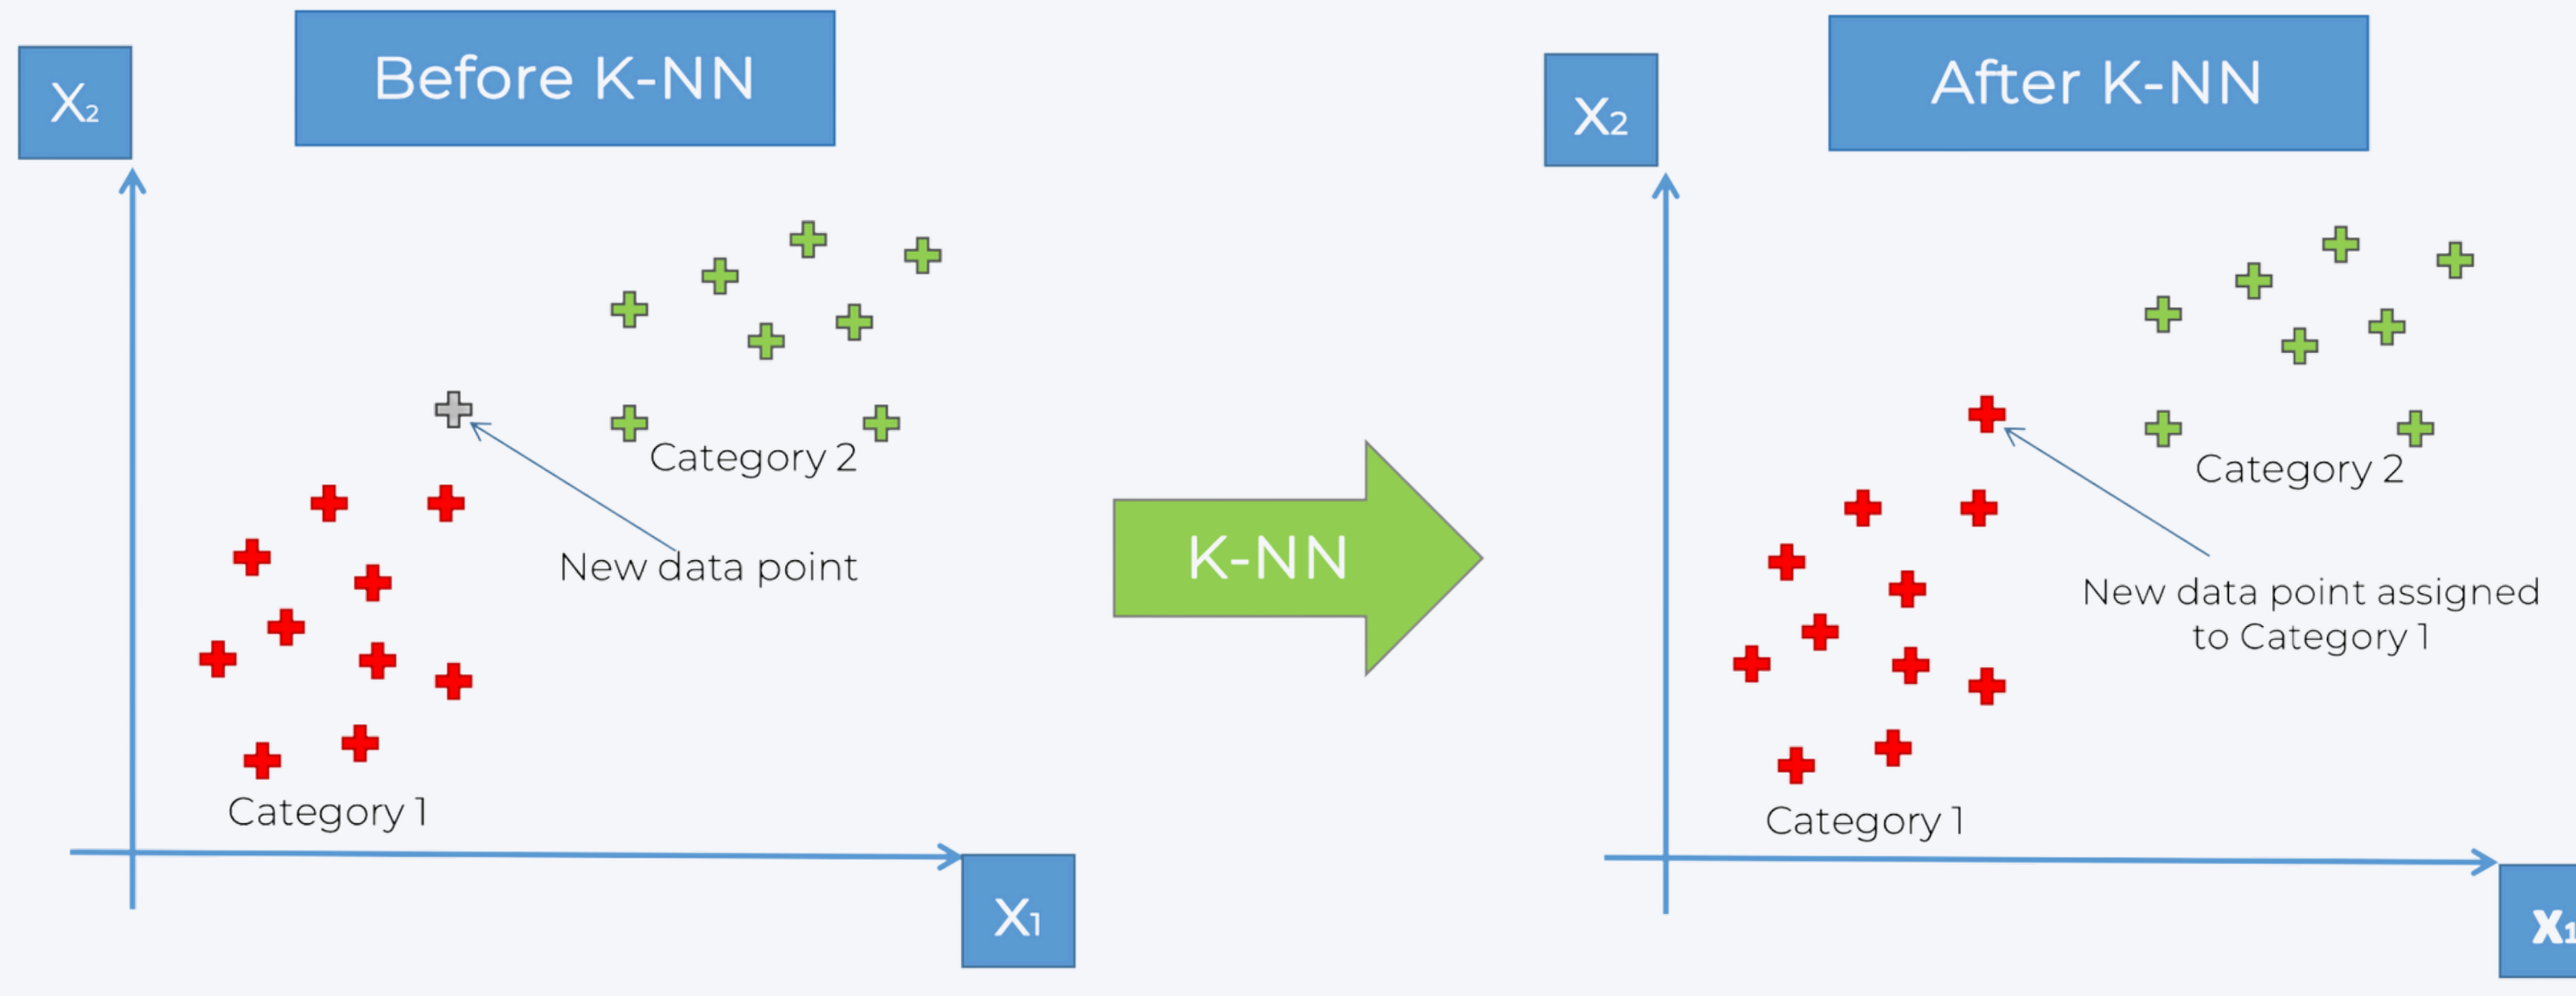 Before K-NN
X₂
Category 2
New data point
Category 1
X₁
K-NN
After K-NN
X₂
Category 2
New data point assigned
to Category 1
Category 1
X₁